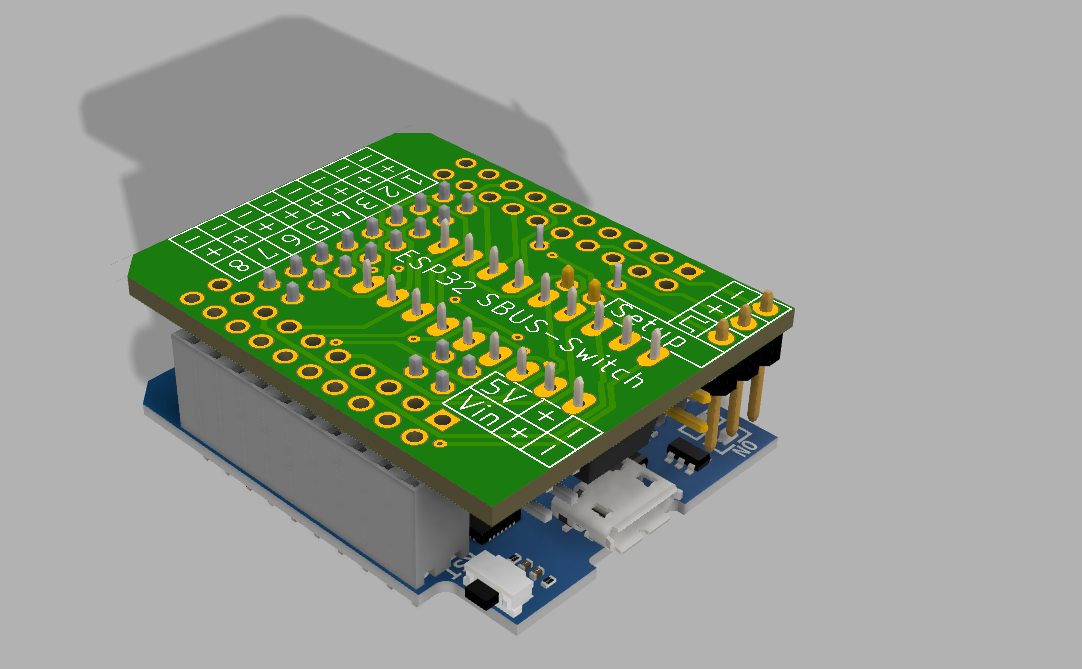 - + 1
- + 2
- + 3
- + 4
- + 5
- + 6
- + 7
- + 8
ESP32 SBUS-Switch
SetUP
- +
5V + -
Vin + -
ON